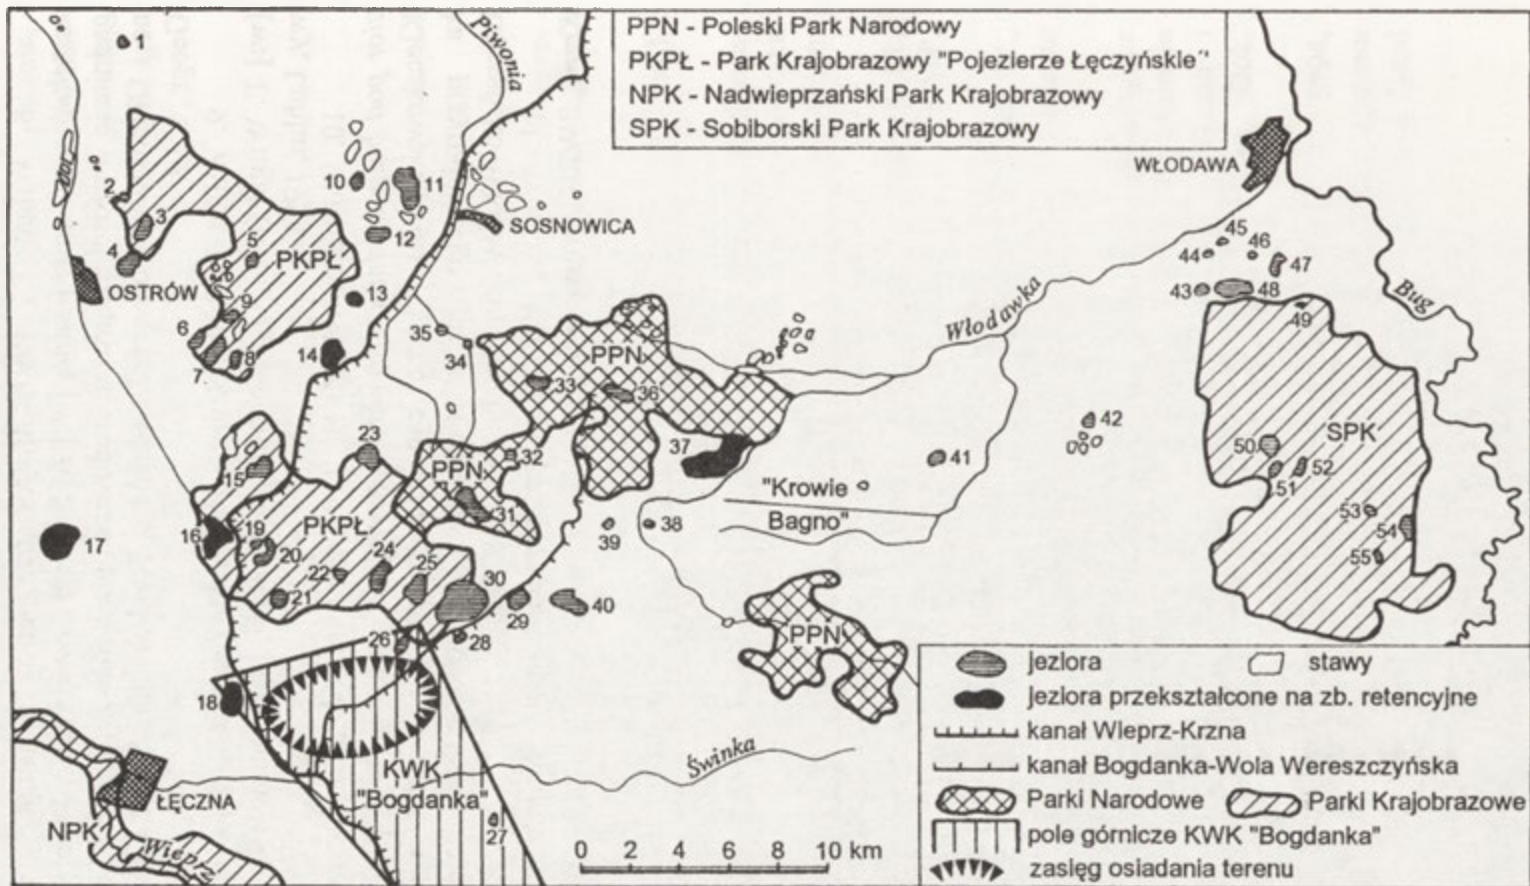 PPN - Poleski Park Narodowy
PKPŁ - Park Krajobrazowy "Pojezierze Łęczyńskie"
NPK - Nadwieprzański Park Krajobrazowy
SPK - Sobiborski Park Krajobrazowy
Piwonia
1
WŁODAWA
2
3
4
5
PKPŁ
10
11
12
SOSNOWICA
OSTRÓW
9
13
6
7
8
14
35
34
PPN
33
36
Włodawka
Bug
45
46
44
47
43
48
49
23
15
PPN
32
37
31
42
41
"Krowie
Bagno"
50
SPK
52
51
53
54
55
17
16
19
20
PKPŁ
22
24
25
21
30
39
38
29
40
26
28
PPN
18
KWK
"Bogdanka"
27
Świnka
ŁĘCZNA
NPK
Wieprz
0 2 4 6 8 10 km
jeziora
stawy
jeziora przekształcone na zb. retencyjne
kanał Wieprz-Krzna
kanał Bogdanka-Wola Wereszczyńska
Parki Narodowe
Parki Krajobrazowe
pole górnicze KWK "Bogdanka"
zasięg osiadania terenu